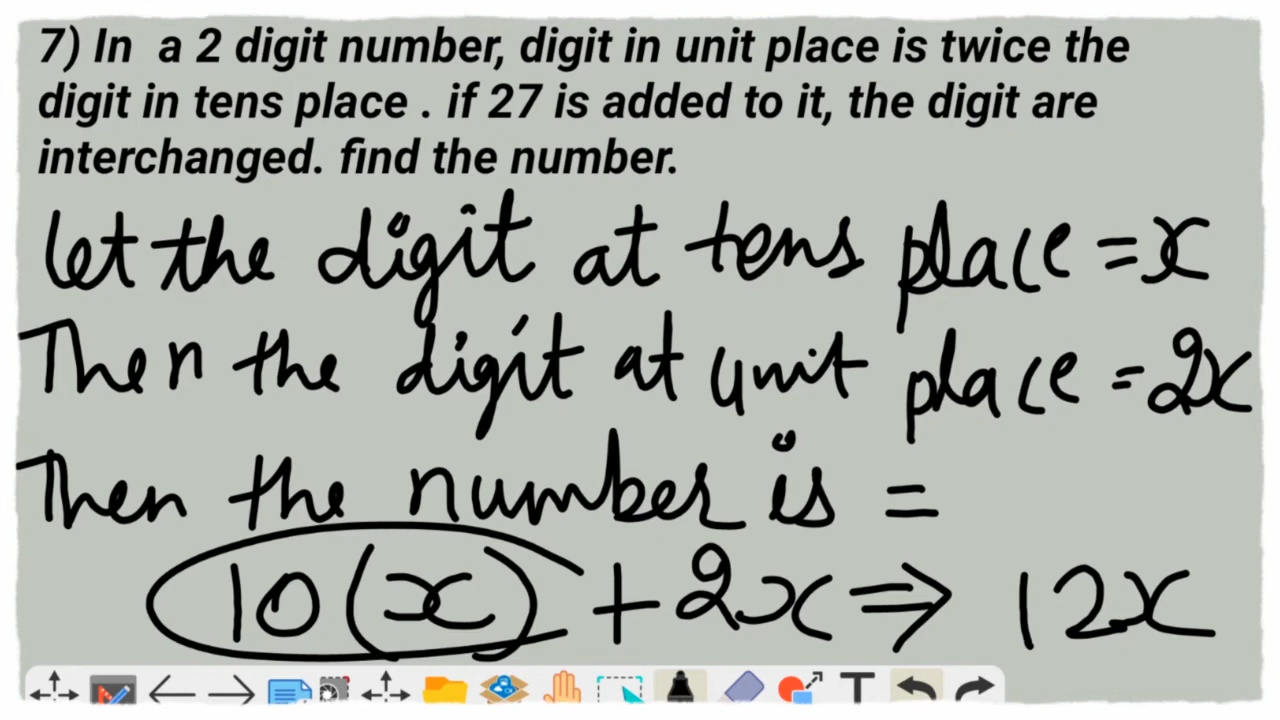 7) In a 2 digit number, digit in unit place is twice the
digit in tens place . if 27 is added to it, the digit are
interchanged. find the number.
Let the digit at tens place = x
Then the digit at unit place = 2x
Then the number is =
10(x) + 2x ⇒ 12x
T